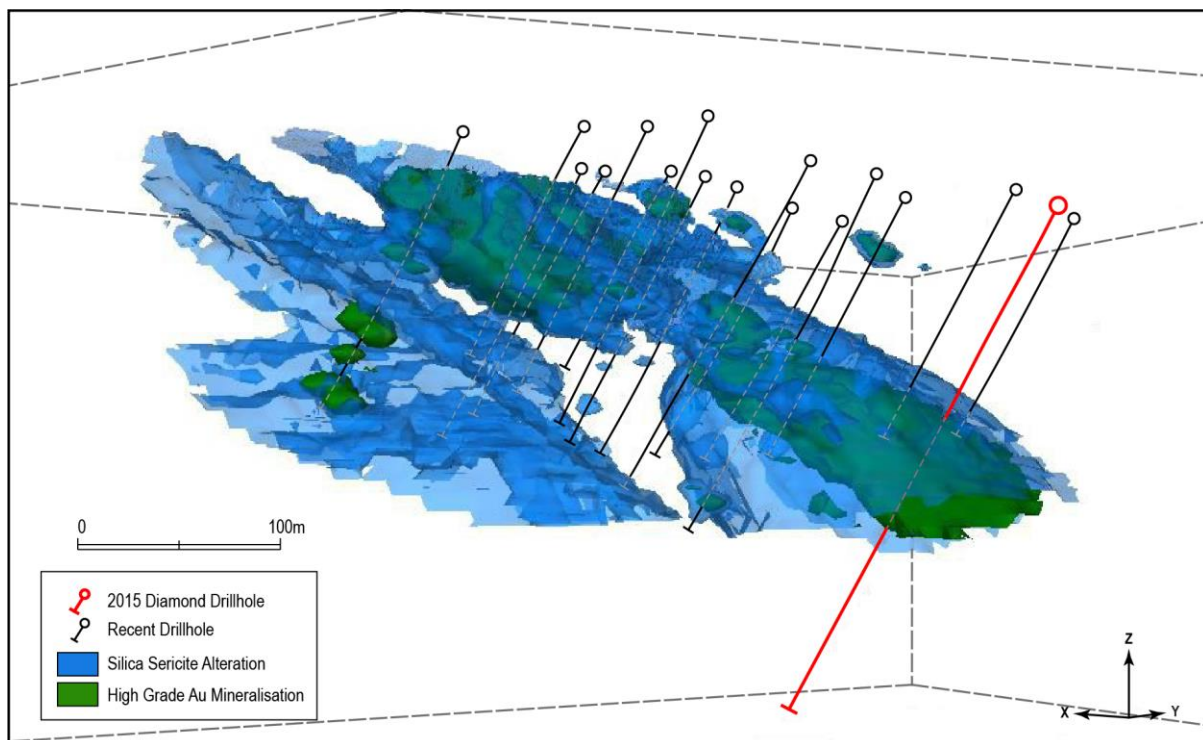 0 100m
2015 Diamond Drillhole
Recent Drillhole
Silica Sericite Alteration
High Grade Au Mineralisation
Z
X Y